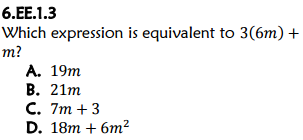 6.EE.1.3
Which expression is equivalent to 3(6m) +
m?
A. 19m
B. 21m
C. 7m + 3
D. 18m + 6m²